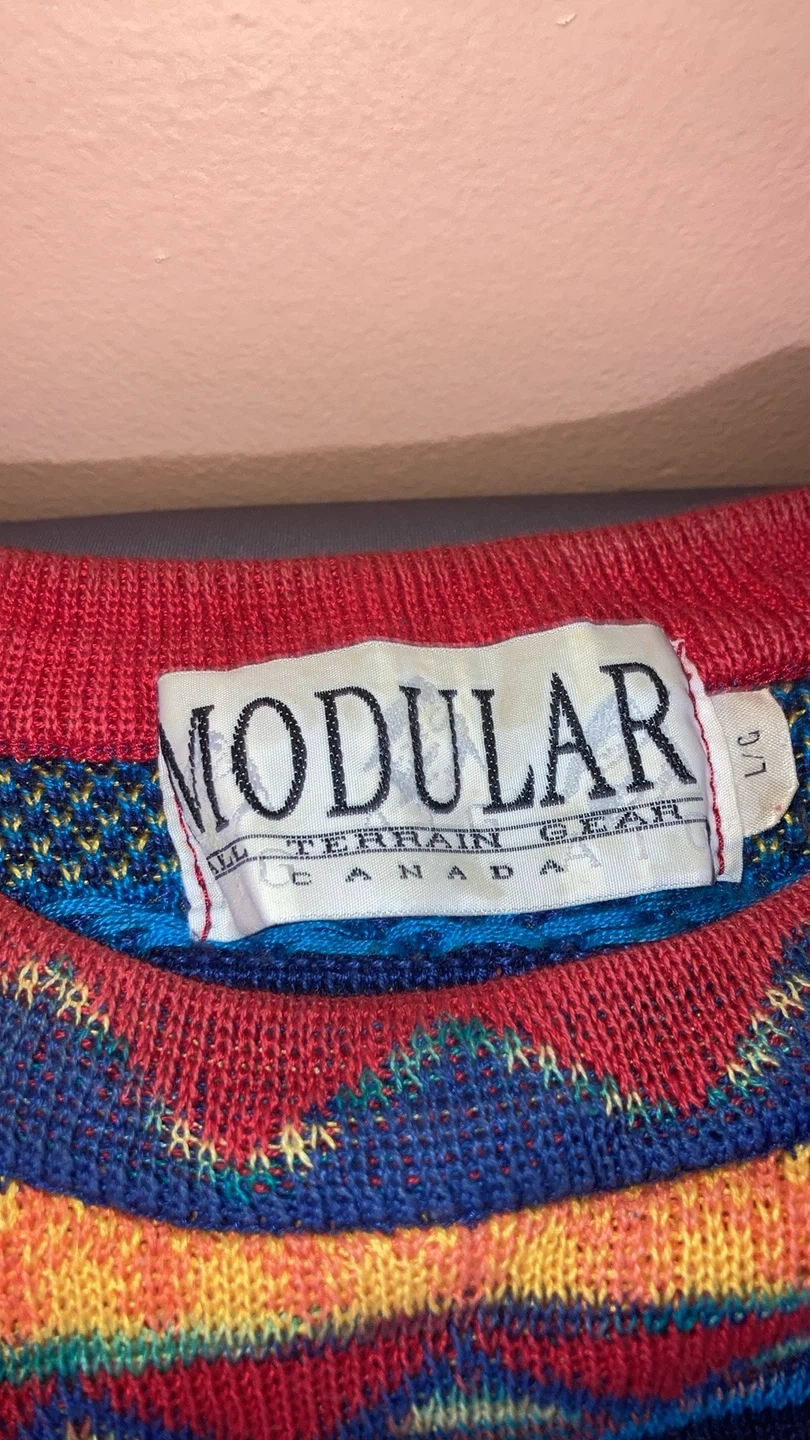 MODULAR
ALL TERRAIN GEAR
CANADA
L/G